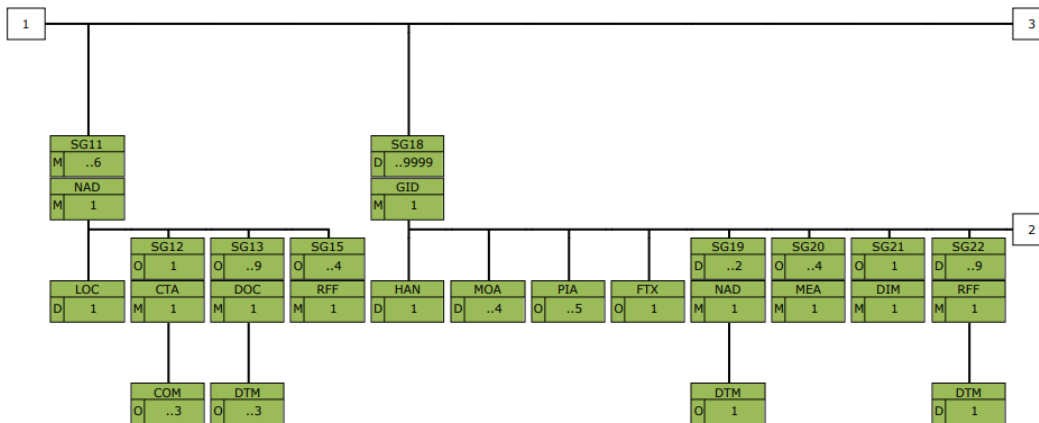 1 3
SG11 SG18
M ..6 D ..9999
NAD GID
M 1 M 1
2
SG12 SG13 SG15 SG19 SG20 SG21 SG22
O 1 O ..9 O ..4 D ..2 O ..4 O 1 D ..9
LOC CTA DOC RFF HAN MOA PIA FTX NAD MEA DIM RFF
D 1 M 1 M 1 M 1 D 1 D ..4 O ..5 O 1 M 1 M 1 M 1 M 1
COM DTM DTM DTM
O ..3 O ..3 O 1 D 1